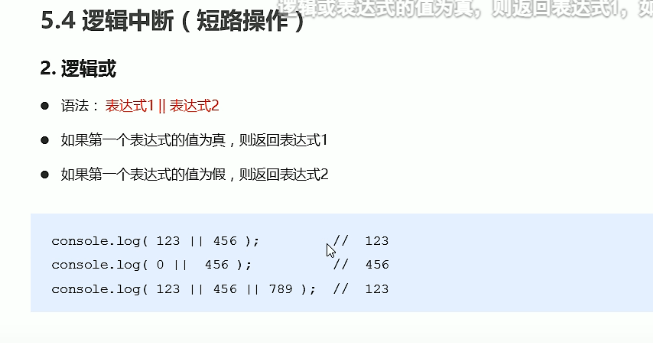 逻辑或表达式的值为真，则返回表达式1，如
5.4 逻辑中断（短路操作）
2. 逻辑或
● 语法： 表达式1 || 表达式2
● 如果第一个表达式的值为真，则返回表达式1
● 如果第一个表达式的值为假，则返回表达式2
console.log( 123 || 456 ); // 123
console.log( 0 || 456 ); // 456
console.log( 123 || 456 || 789 ); // 123